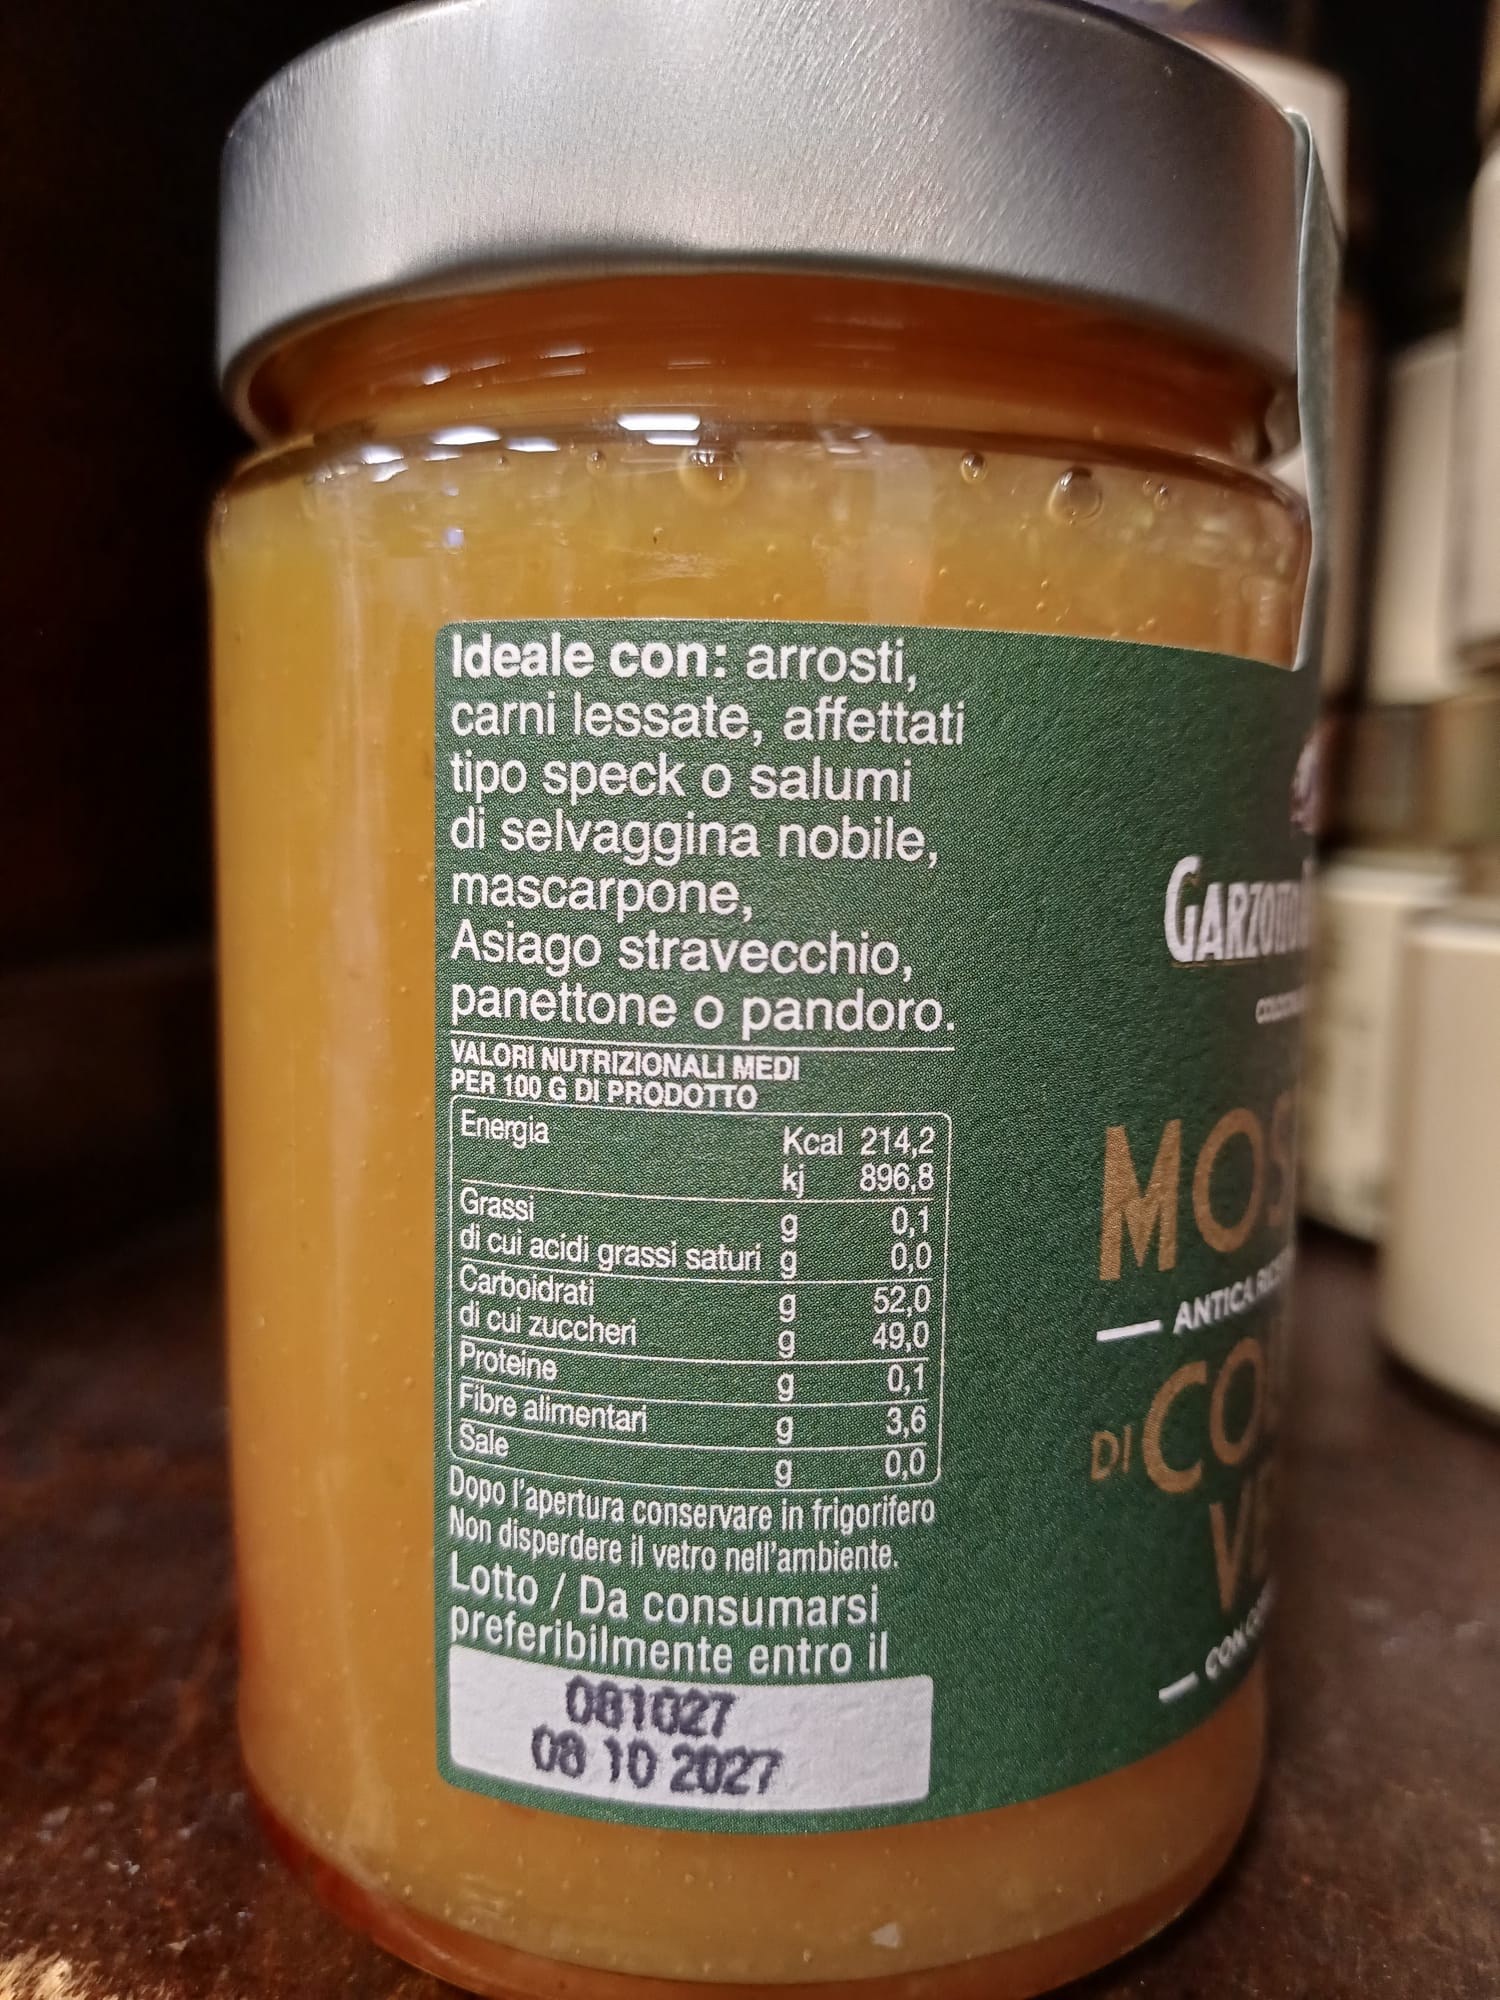 Ideale con: arrosti,
carni lessate, affettati
tipo speck o salumi
di selvaggina nobile,
mascarpone,
Asiago stravecchio,
panettone o pandoro.
VALORI NUTRIZIONALI MEDI
PER 100 G DI PRODOTTO
Energia Kcal 214,2
kj 896,8
Grassi g 0,1
di cui acidi grassi saturi g 0,0
Carboidrati g 52,0
di cui zuccheri g 49,0
Proteine g 0,1
Fibre alimentari g 3,6
Sale g 0,0
Dopo l'apertura conservare in frigorifero
Non disperdere il vetro nell'ambiente.
Lotto / Da consumarsi
preferibilmente entro il
081027
08 10 2027
ANTICA
DI